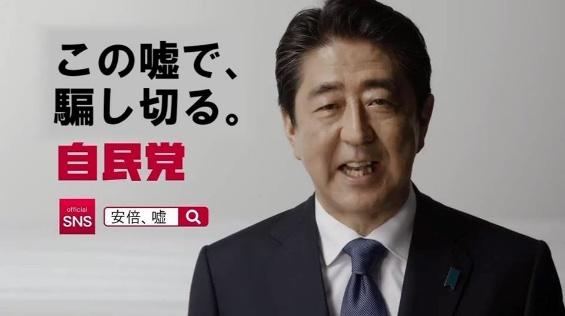 この嘘で、
騙し切る。
自民党
official
SNS
安倍、嘘